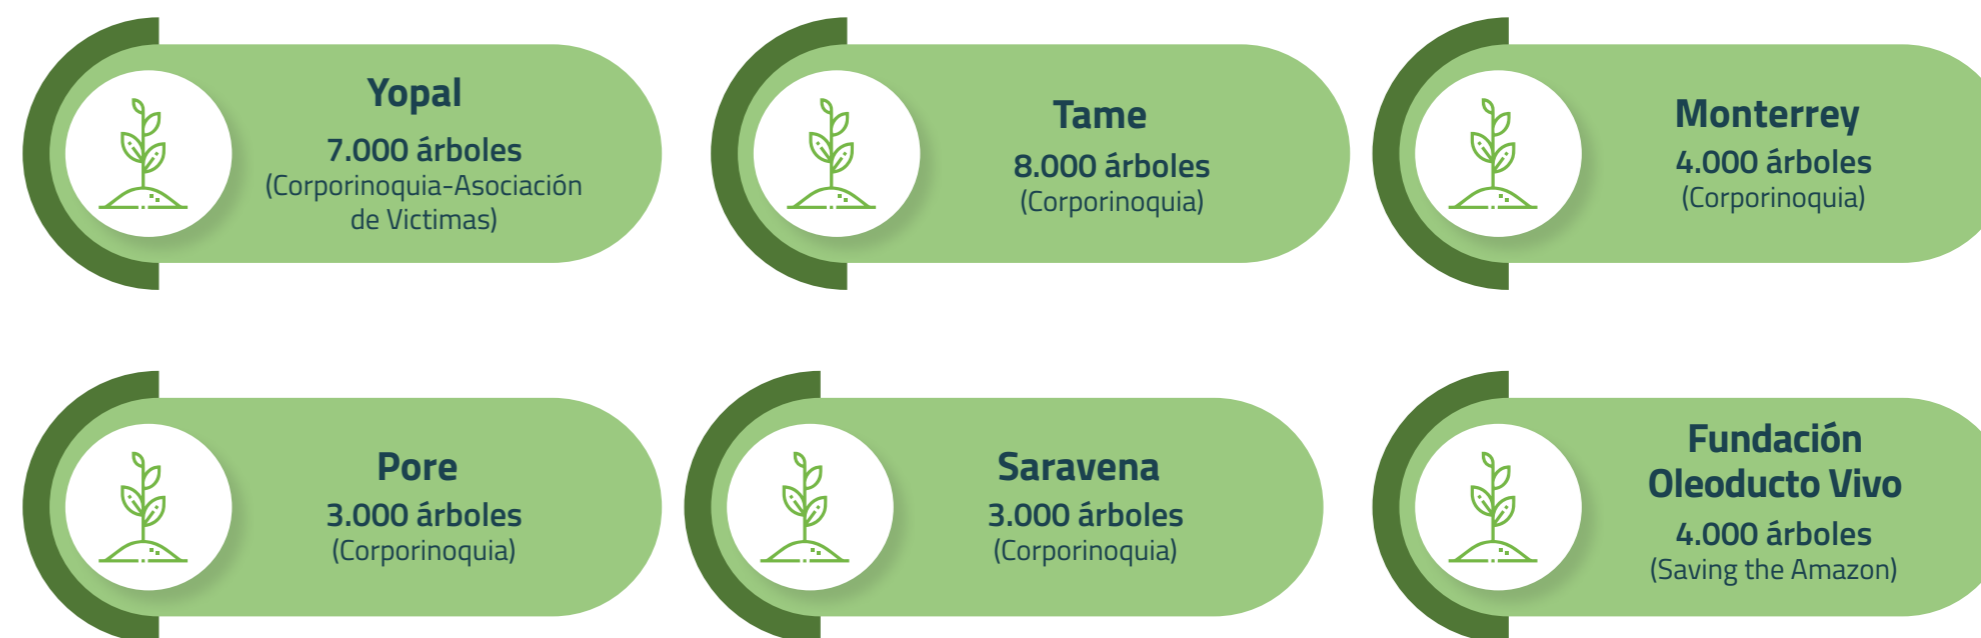 Yopal
7.000 árboles
(Corporinoquia-Asociación
de Victimas)
Tame
8.000 árboles
(Corporinoquia)
Monterrey
4.000 árboles
(Corporinoquia)
Pore
3.000 árboles
(Corporinoquia)
Saravena
3.000 árboles
(Corporinoquia)
Fundación
Oleoducto Vivo
4.000 árboles
(Saving the Amazon)